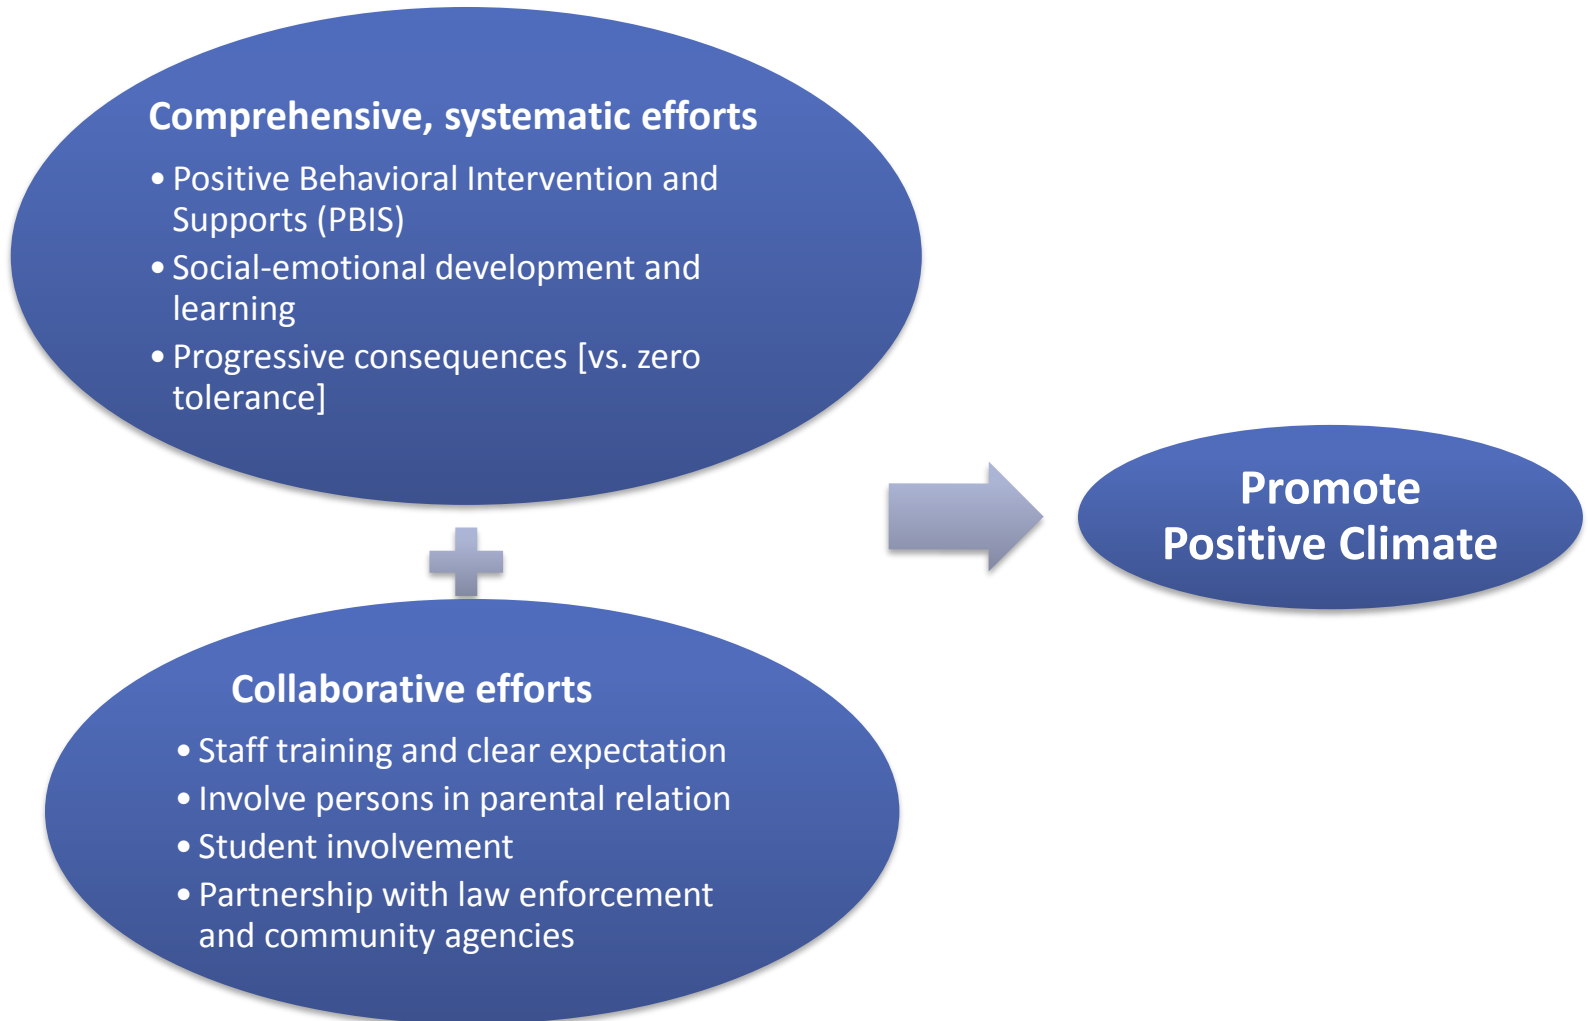 Comprehensive, systematic efforts
• Positive Behavioral Intervention and
Supports (PBIS)
• Social-emotional development and
learning
• Progressive consequences [vs. zero
tolerance]
Promote
Positive Climate
Collaborative efforts
• Staff training and clear expectation
• Involve persons in parental relation
• Student involvement
• Partnership with law enforcement
and community agencies